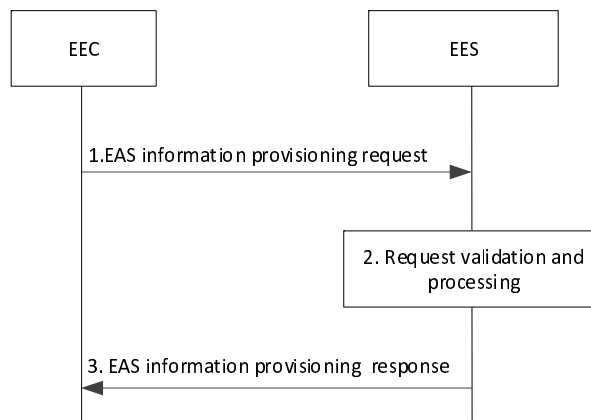 EEC
EES
1.EAS information provisioning request
2. Request validation and
processing
3. EAS information provisioning response